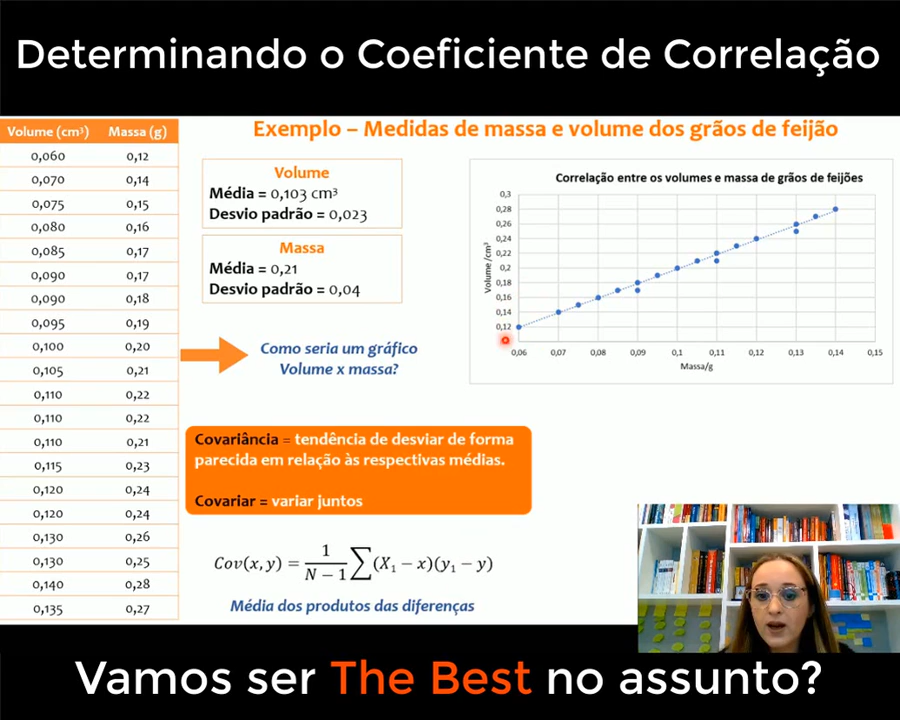 Determinando o Coeficiente de Correlação
Exemplo – Medidas de massa e volume dos grãos de feijão
Volume (cm³) Massa (g)
0,060 0,12
0,070 0,14
0,075 0,15
0,080 0,16
0,085 0,17
0,090 0,17
0,090 0,18
0,095 0,19
0,100 0,20
0,105 0,21
0,110 0,22
0,110 0,22
0,110 0,21
0,115 0,23
0,120 0,24
0,120 0,24
0,130 0,26
0,130 0,25
0,140 0,28
0,135 0,27
Volume
Média = 0,103 cm³
Desvio padrão = 0,023
Massa
Média = 0,21
Desvio padrão = 0,04
Como seria um gráfico
Volume x massa?
Correlação entre os volumes e massa de grãos de feijões
Volume /cm³
0,3
0,28
0,26
0,24
0,22
0,2
0,18
0,16
0,14
0,12
0,06 0,07 0,08 0,09 0,1 0,11 0,12 0,13 0,14 0,15
Massa/g
Covariância = tendência de desviar de forma
parecida em relação às respectivas médias.
Covariar = variar juntos
Cov(x, y) = 1/(N − 1) ∑(X₁ − x)(y₁ − y)
Média dos produtos das diferenças
Vamos ser The Best no assunto?